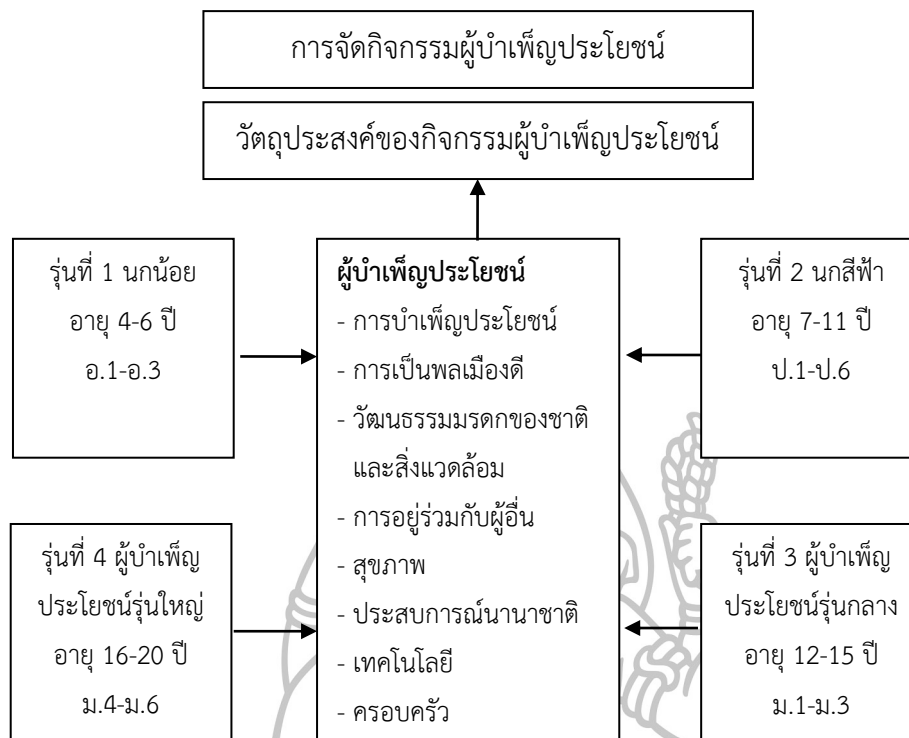 การจัดกิจกรรมผู้บำเพ็ญประโยชน์
วัตถุประสงค์ของกิจกรรมผู้บำเพ็ญประโยชน์
รุ่นที่ 1 นกน้อย
อายุ 4-6 ปี
อ.1-อ.3
ผู้บำเพ็ญประโยชน์
- การบำเพ็ญประโยชน์
- การเป็นพลเมืองดี
- วัฒนธรรมมรดกของชาติ
และสิ่งแวดล้อม
- การอยู่ร่วมกับผู้อื่น
- สุขภาพ
- ประสบการณ์นานาชาติ
- เทคโนโลยี
- ครอบครัว
รุ่นที่ 2 นกสีฟ้า
อายุ 7-11 ปี
ป.1-ป.6
รุ่นที่ 4 ผู้บำเพ็ญ
ประโยชน์รุ่นใหญ่
อายุ 16-20 ปี
ม.4-ม.6
รุ่นที่ 3 ผู้บำเพ็ญ
ประโยชน์รุ่นกลาง
อายุ 12-15 ปี
ม.1-ม.3